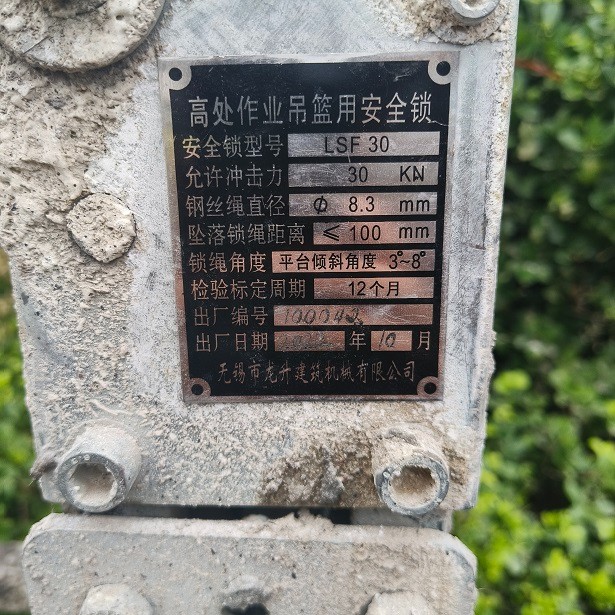 高处作业吊篮用安全锁
安全锁型号 LSF 30
允许冲击力 30 KN
钢丝绳直径 Φ 8.3 mm
坠落锁绳距离 ≤ 100 mm
锁绳角度 平台倾斜角度 3°~8°
检验标定周期 12个月
出厂编号 100042
出厂日期 年 10 月
无锡市龙升建筑机械有限公司